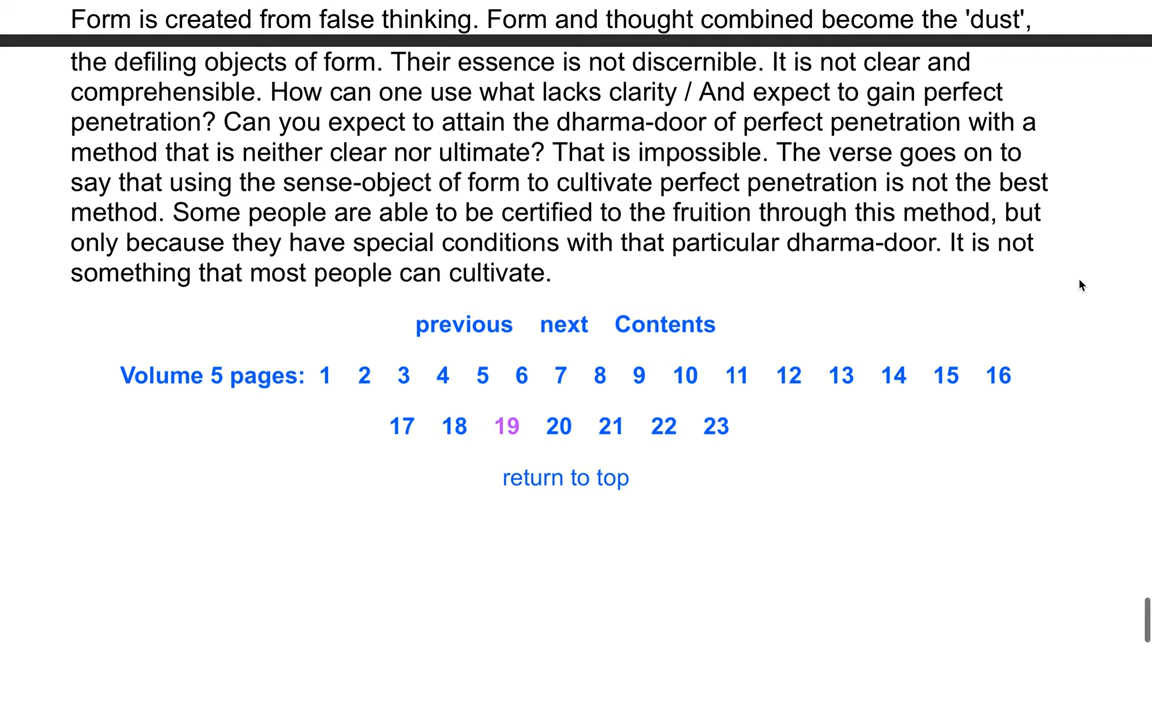 Form is created from false thinking. Form and thought combined become the 'dust',
the defiling objects of form. Their essence is not discernible. It is not clear and
comprehensible. How can one use what lacks clarity / And expect to gain perfect
penetration? Can you expect to attain the dharma-door of perfect penetration with a
method that is neither clear nor ultimate? That is impossible. The verse goes on to
say that using the sense-object of form to cultivate perfect penetration is not the best
method. Some people are able to be certified to the fruition through this method, but
only because they have special conditions with that particular dharma-door. It is not
something that most people can cultivate.
previous next Contents
Volume 5 pages: 1 2 3 4 5 6 7 8 9 10 11 12 13 14 15 16
17 18 19 20 21 22 23
return to top